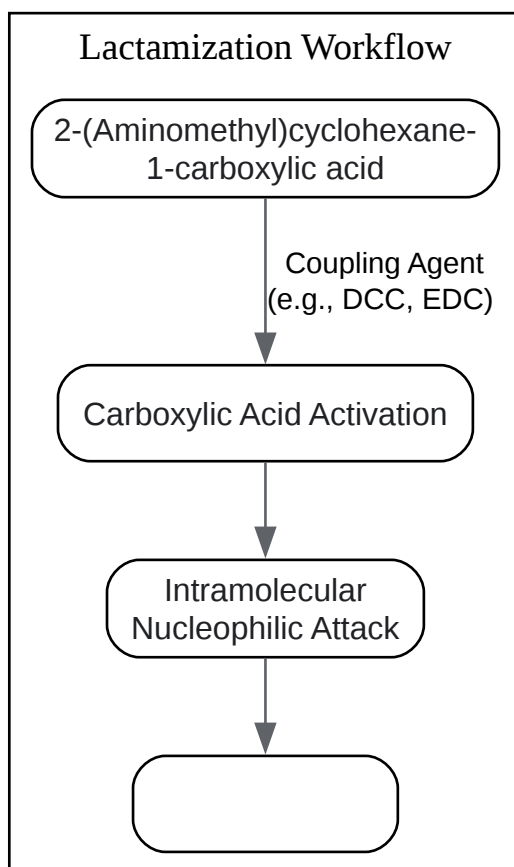 Lactamization Workflow
2-(Aminomethyl)cyclohexane-
1-carboxylic acid
Coupling Agent
(e.g., DCC, EDC)
Carboxylic Acid Activation
Intramolecular
Nucleophilic Attack